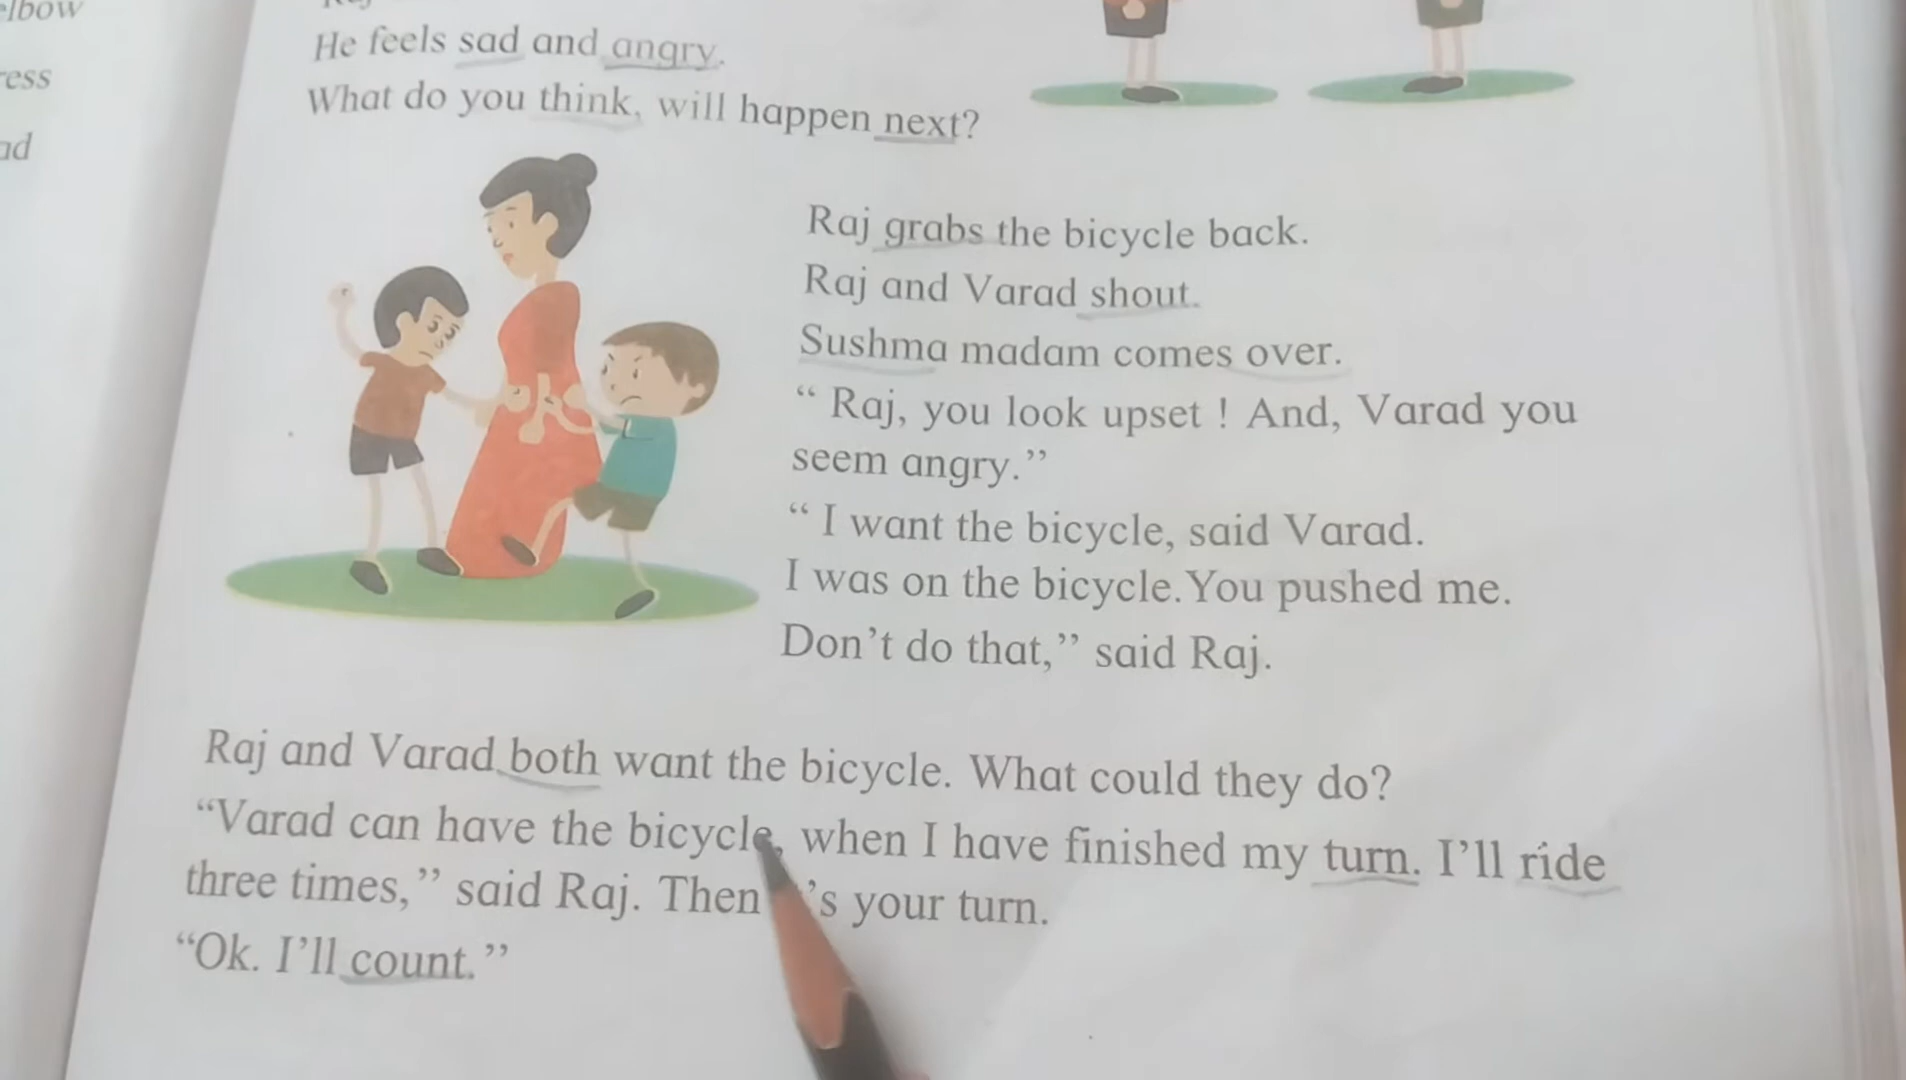 elbow
ress
ad
He feels sad and angry.
What do you think, will happen next?
Raj grabs the bicycle back.
Raj and Varad shout.
Sushma madam comes over.
“ Raj, you look upset ! And, Varad you
seem angry.”
“ I want the bicycle, said Varad.
I was on the bicycle. You pushed me.
Don’t do that,” said Raj.
Raj and Varad both want the bicycle. What could they do?
“Varad can have the bicycle, when I have finished my turn. I’ll ride
three times,” said Raj. Then ’s your turn.
“Ok. I’ll count.”